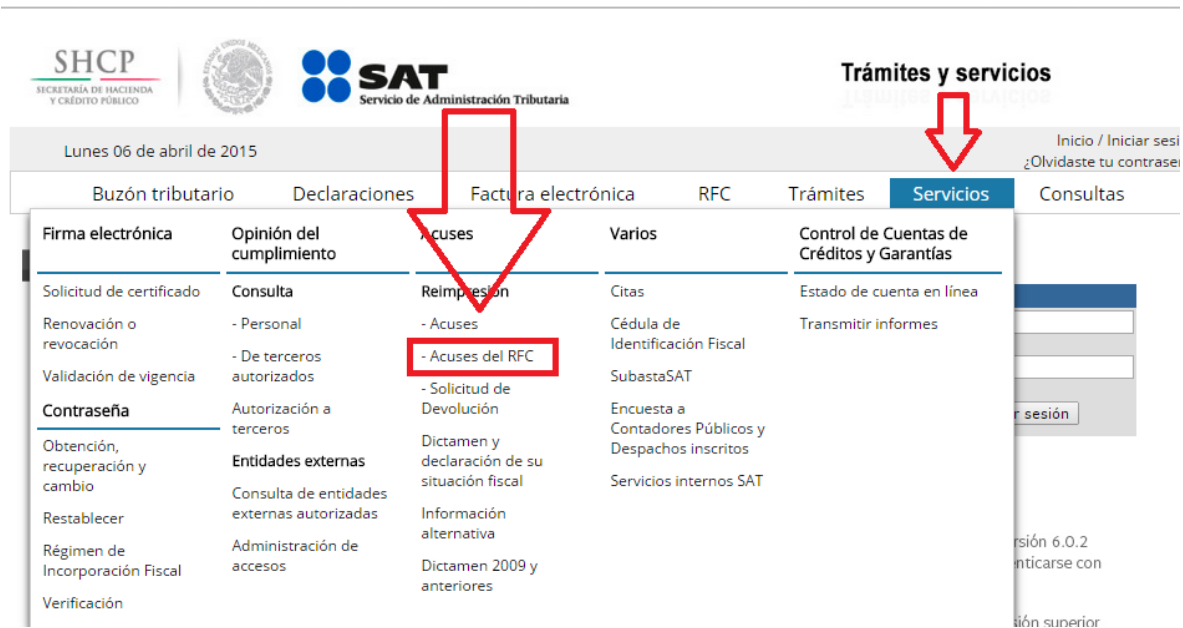 SHCP
SECRETARÍA DE HACIENDA
Y CRÉDITO PÚBLICO
ESTADOS UNIDOS MEXICANOS
SAT
Servicio de Administración Tributaria
Trámites y servicios
Lunes 06 de abril de 2015
Inicio / Iniciar sesi
¿Olvidaste tu contraseñ
Buzón tributario Declaraciones Factura electrónica RFC Trámites Servicios Consultas
Firma electrónica
Solicitud de certificado
Renovación o
revocación
Validación de vigencia
Contraseña
Obtención,
recuperación y
cambio
Restablecer
Régimen de
Incorporación Fiscal
Verificación
Opinión del
cumplimiento
Consulta
- Personal
- De terceros
autorizados
Autorización a
terceros
Entidades externas
Consulta de entidades
externas autorizadas
Administración de
accesos
Acuses
Reimpresión
- Acuses
- Acuses del RFC
- Solicitud de
Devolución
Dictamen y
declaración de su
situación fiscal
Información
alternativa
Dictamen 2009 y
anteriores
Varios
Citas
Cédula de
Identificación Fiscal
SubastaSAT
Encuesta a
Contadores Públicos y
Despachos inscritos
Servicios internos SAT
Control de Cuentas de
Créditos y Garantías
Estado de cuenta en línea
Transmitir informes
r sesión
rsión 6.0.2
enticarse con
sión superior